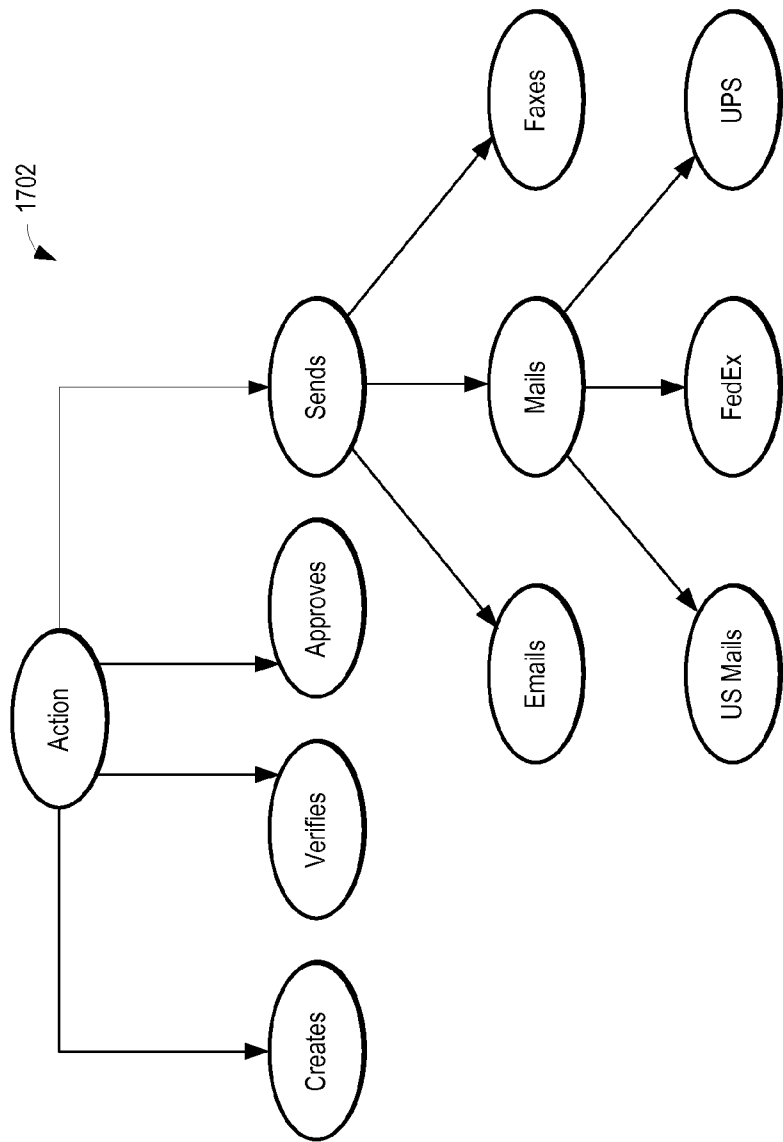 1702
Action
Creates
Verifies
Approves
Sends
Emails
Mails
Faxes
US Mails
FedEx
UPS